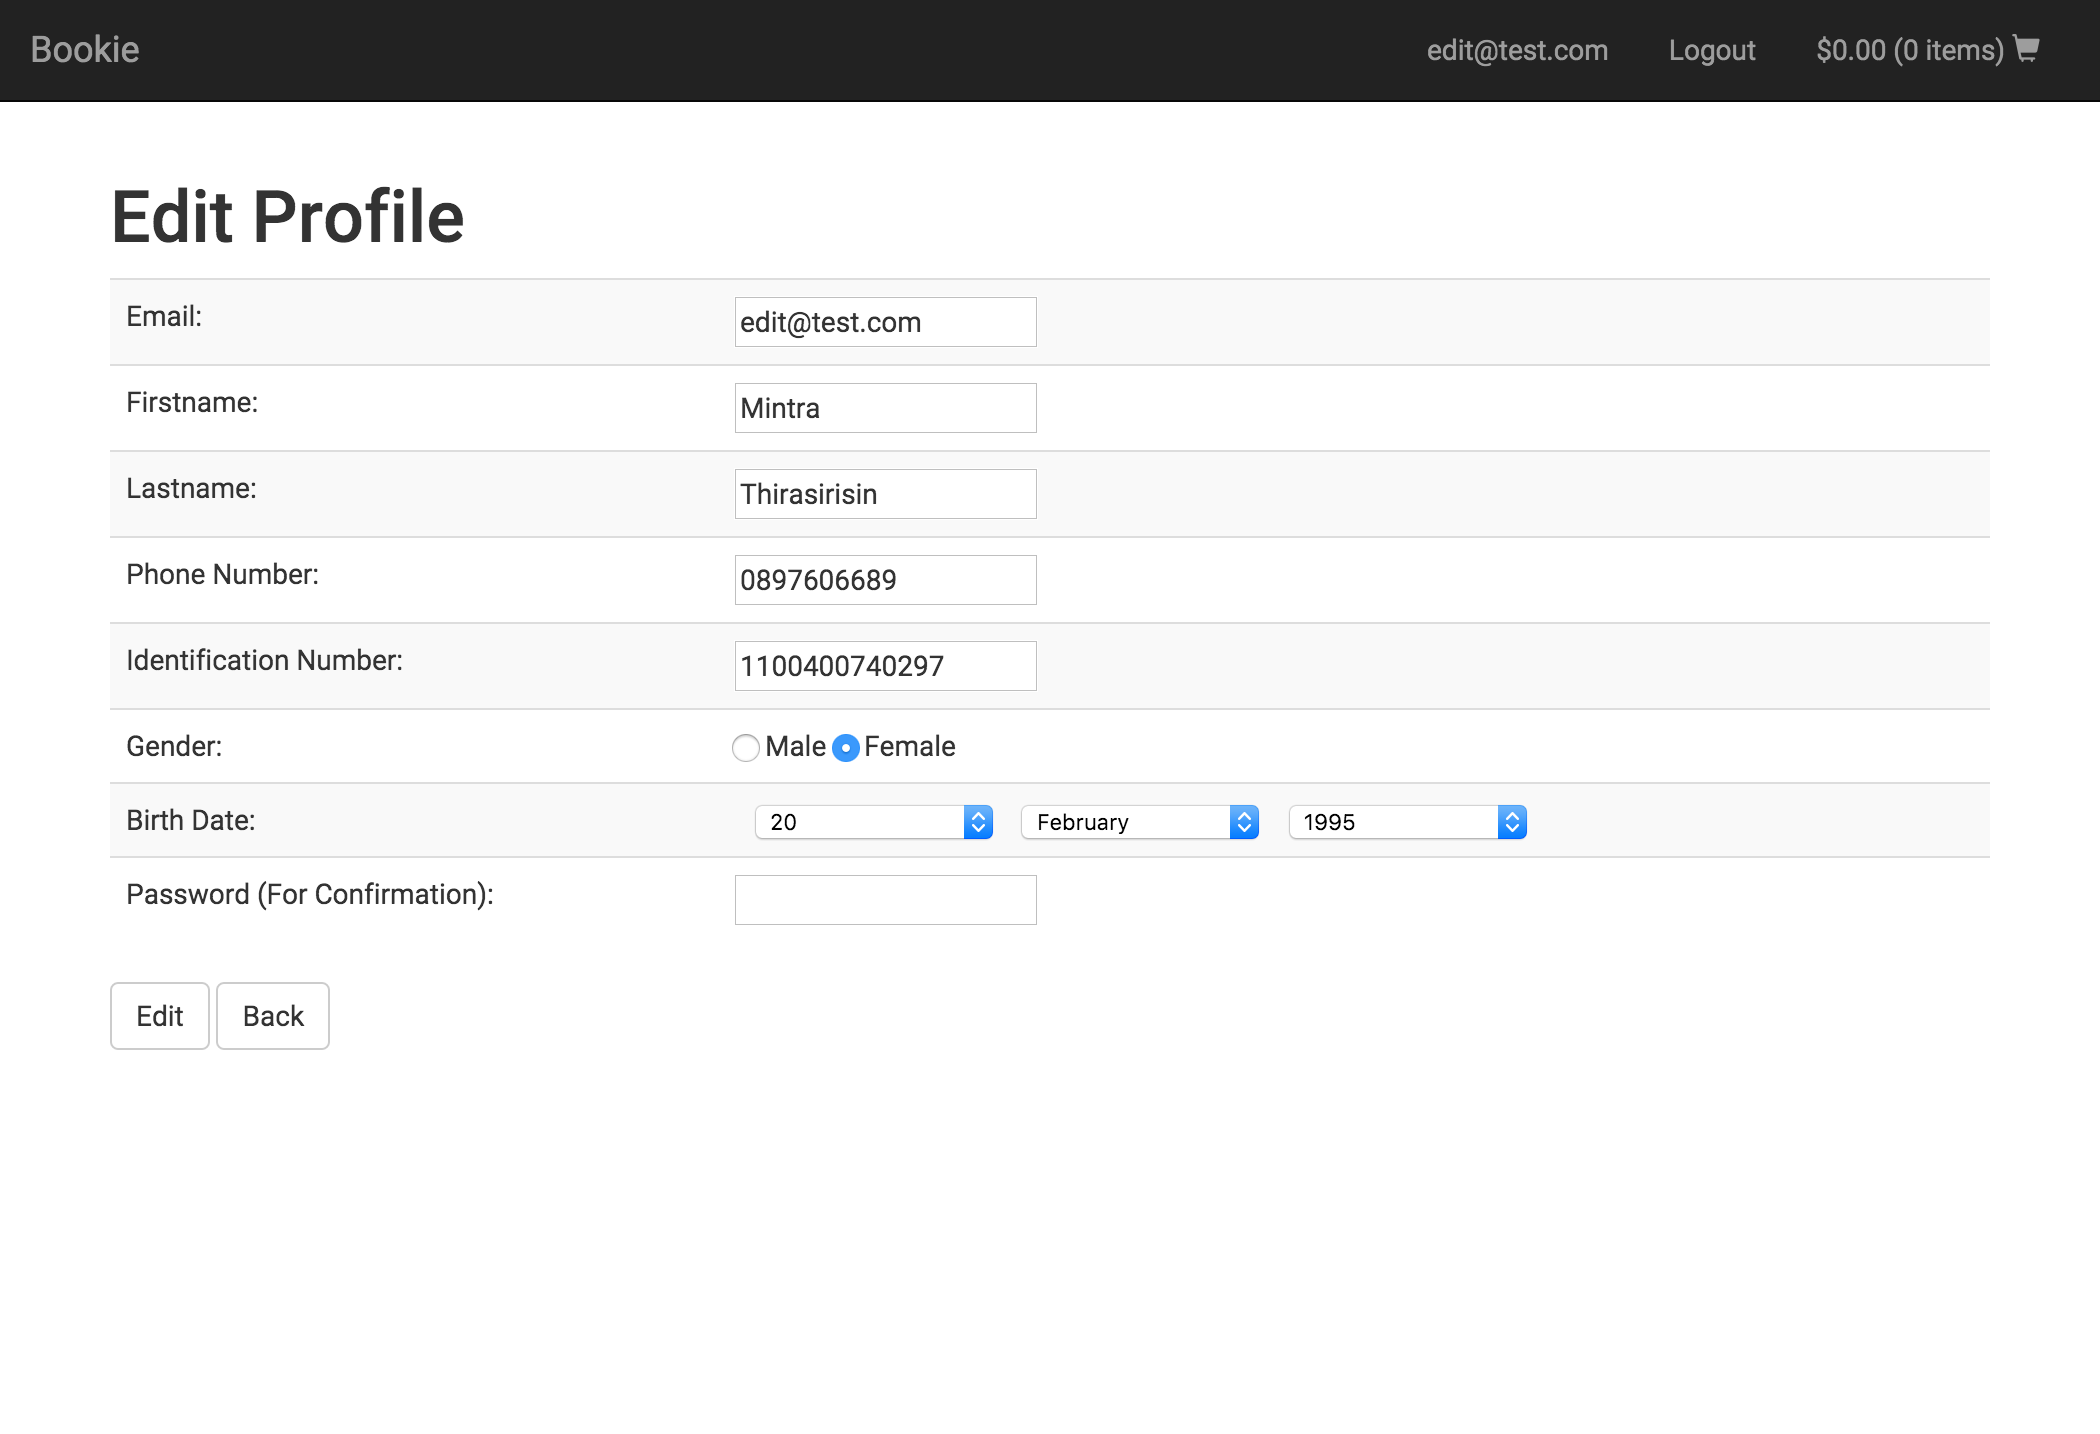 Bookie edit@test.com Logout $0.00 (0 items)
Edit Profile
Email: edit@test.com
Firstname: Mintra
Lastname: Thirasirisin
Phone Number: 0897606689
Identification Number: 1100400740297
Gender: Male Female
Birth Date: 20 February 1995
Password (For Confirmation):
Edit Back